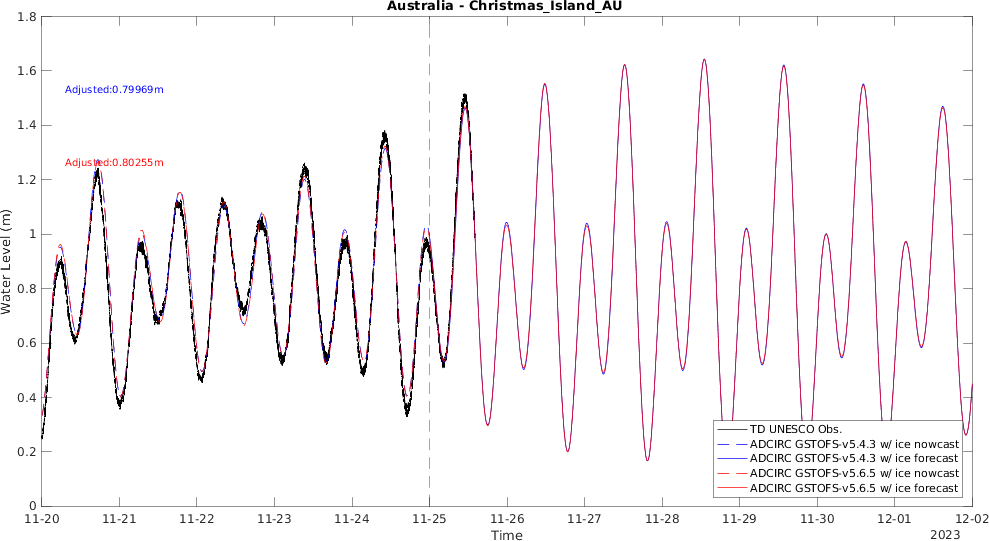 Australia - Christmas_Island_AU
Water Level (m)
1.8
1.6
1.4
1.2
1
0.8
0.6
0.4
0.2
0
Adjusted:0.79969m
Adjusted:0.80255m
TD UNESCO Obs.
ADCIRC GSTOFS-v5.4.3 w/ ice nowcast
ADCIRC GSTOFS-v5.4.3 w/ ice forecast
ADCIRC GSTOFS-v5.6.5 w/ ice nowcast
ADCIRC GSTOFS-v5.6.5 w/ ice forecast
11-20 11-21 11-22 11-23 11-24 11-25 11-26 11-27 11-28 11-29 11-30 12-01 12-02
Time
2023